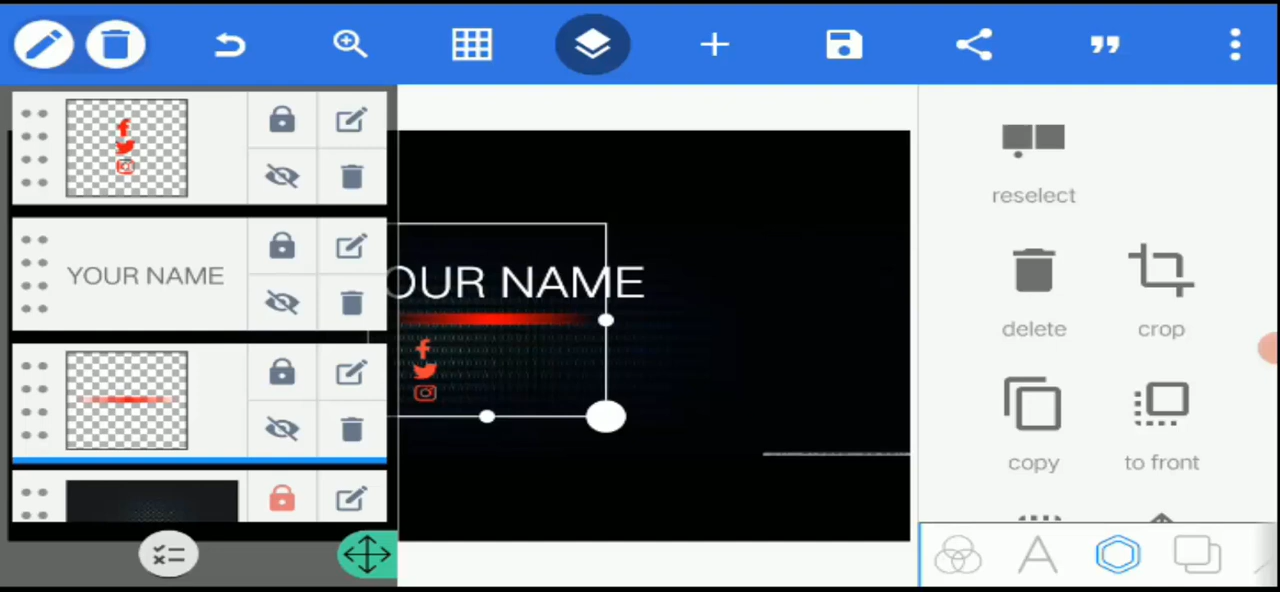 YOUR NAME
OUR NAME
reselect
delete
crop
copy
to front